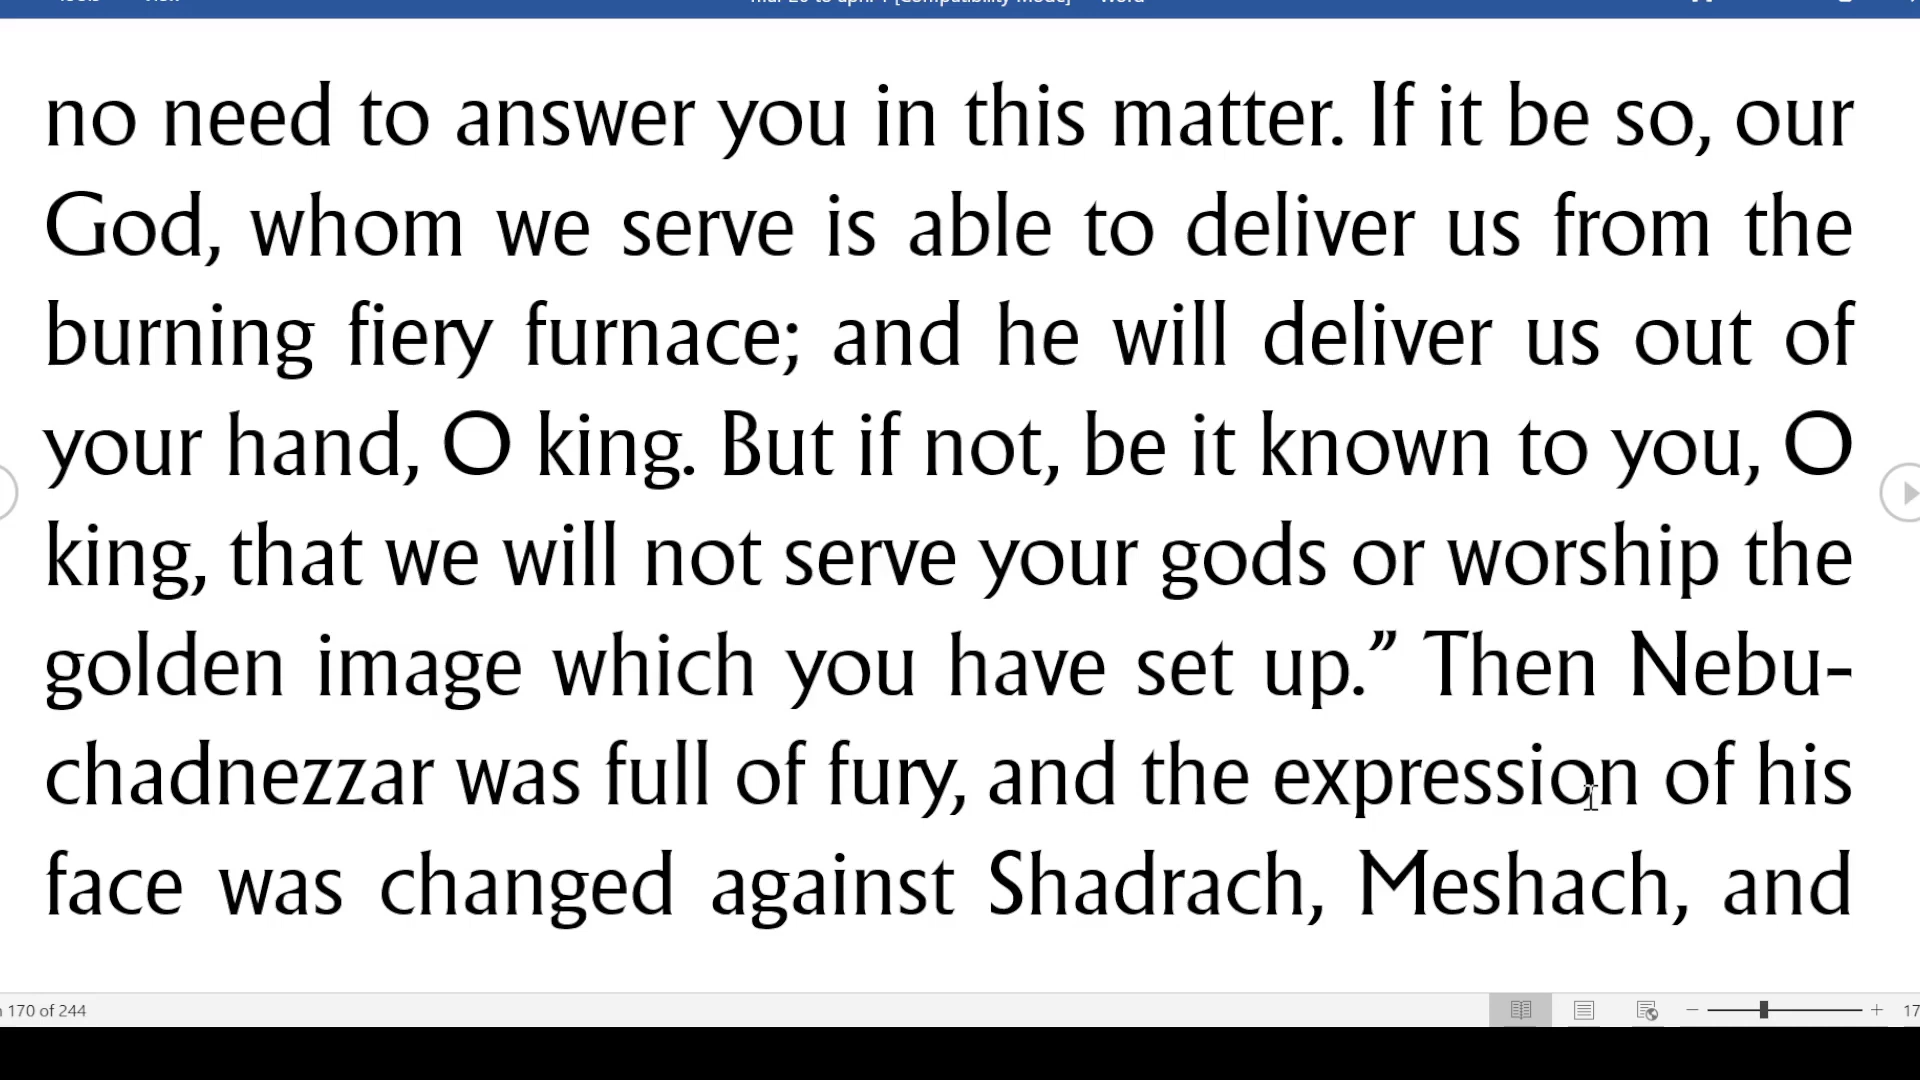 no need to answer you in this matter. If it be so, our
God, whom we serve is able to deliver us from the
burning fiery furnace; and he will deliver us out of
your hand, O king. But if not, be it known to you, O
king, that we will not serve your gods or worship the
golden image which you have set up.” Then Nebu-
chadnezzar was full of fury, and the expression of his
face was changed against Shadrach, Meshach, and
170 of 244